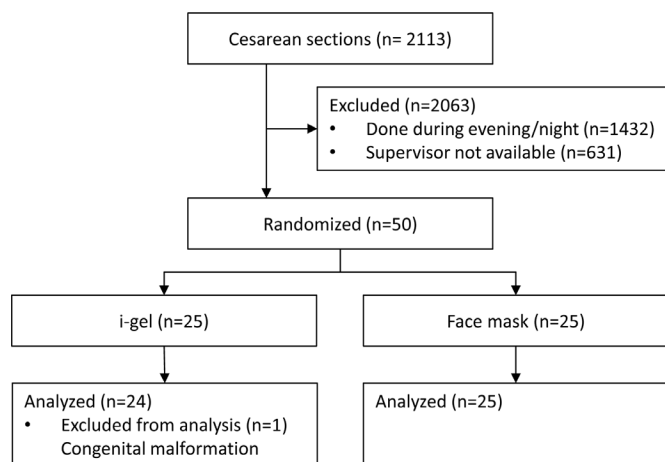 Cesarean sections (n= 2113)
Excluded (n=2063)
• Done during evening/night (n=1432)
• Supervisor not available (n=631)
Randomized (n=50)
i-gel (n=25)
Face mask (n=25)
Analyzed (n=24)
• Excluded from analysis (n=1)
Congenital malformation
Analyzed (n=25)